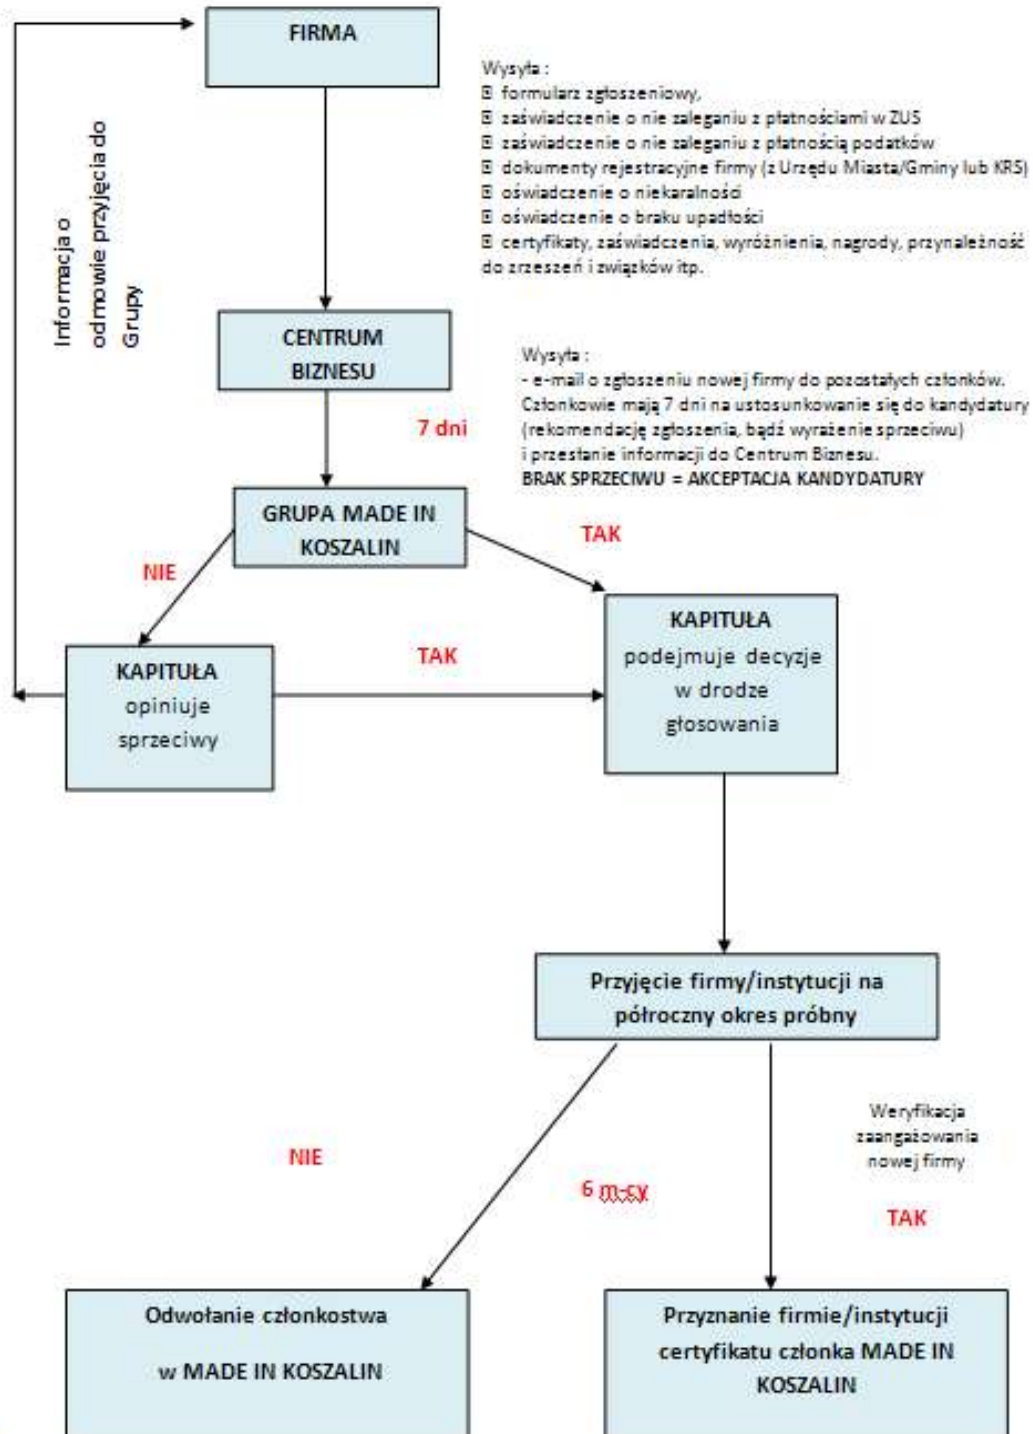 FIRMA
Wysyła :
formularz zgłoszeniowy,
zaświadczenie o nie zaleganiu z płatnościami w ZUS
zaświadczenie o nie zaleganiu z płatnością podatków
dokumenty rejestracyjne firmy (z Urzędu Miasta/Gminy lub KRS)
oświadczenie o niekaralności
oświadczenie o braku upadłości
certyfikaty, zaświadczenia, wyróżnienia, nagrody, przynależność
do zrzeszeń i związków itp.
Informacja o
odmowie przyjęcia do
Grupy
CENTRUM
BIZNESU
Wysyła :
- e-mail o zgłoszeniu nowej firmy do pozostałych członków.
Członkowie mają 7 dni na ustosunkowanie się do kandydatury
(rekomendację zgłoszenia, bądź wyrażenie sprzeciwu)
i przesłanie informacji do Centrum Biznesu.
BRAK SPRZECIWU = AKCEPTACJA KANDYDATURY
7 dni
GRUPA MADE IN
KOSZALIN
TAK
NIE
KAPITUŁA
podejmuje decyzje
w drodze
głosowania
TAK
KAPITUŁA
opiniuje
sprzeciwy
Przyjęcie firmy/instytucji na
półroczny okres próbny
Weryfikacja
zaangażowania
nowej firmy
NIE
6 m-cy
TAK
Odwołanie członkostwa
w MADE IN KOSZALIN
Przyznanie firmie/instytucji
certyfikatu członka MADE IN
KOSZALIN